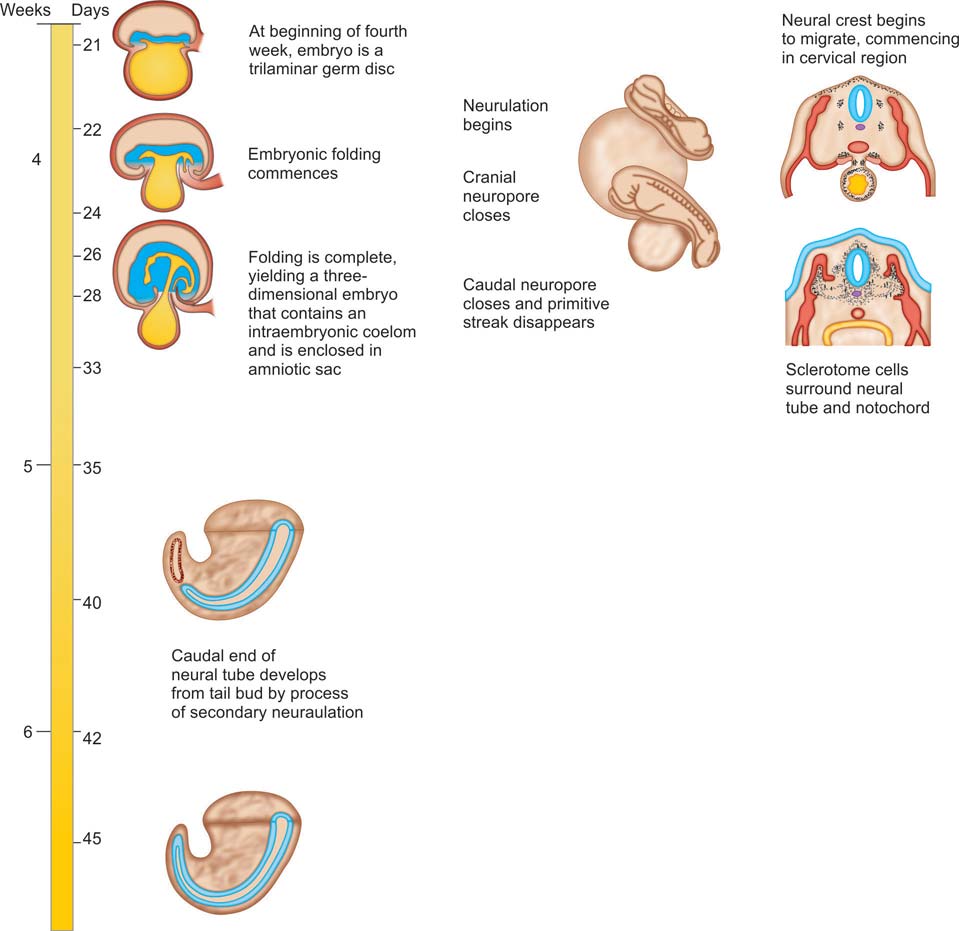 Weeks Days
21
At beginning of fourth
week, embryo is a
trilaminar germ disc
22
4
Embryonic folding
commences
24
26
28
Folding is complete,
yielding a three-
dimensional embryo
that contains an
intraembryonic coelom
and is enclosed in
amniotic sac
33
5
35
40
Caudal end of
neural tube develops
from tail bud by process
of secondary neuraulation
6
42
45
Neurulation
begins
Cranial
neuropore
closes
Caudal neuropore
closes and primitive
streak disappears
Neural crest begins
to migrate, commencing
in cervical region
Sclerotome cells
surround neural
tube and notochord